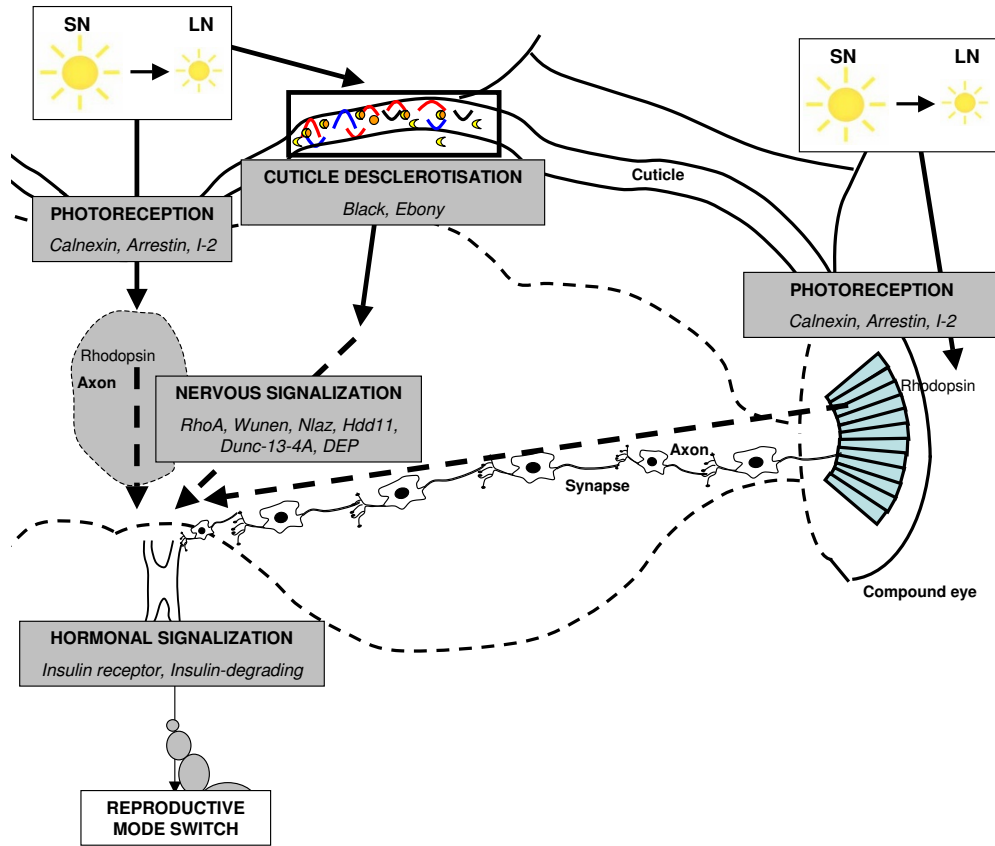 SN
LN
SN
LN
CUTICLE DESCLEROTISATION
Black, Ebony
Cuticle
PHOTORECEPTION
Calnexin, Arrestin, I-2
PHOTORECEPTION
Calnexin, Arrestin, I-2
Rhodopsin
Axon
Rhodopsin
NERVOUS SIGNALIZATION
RhoA, Wunen, Nlaz, Hdd11,
Dunc-13-4A, DEP
Axon
Synapse
Compound eye
HORMONAL SIGNALIZATION
Insulin receptor, Insulin-degrading
REPRODUCTIVE
MODE SWITCH